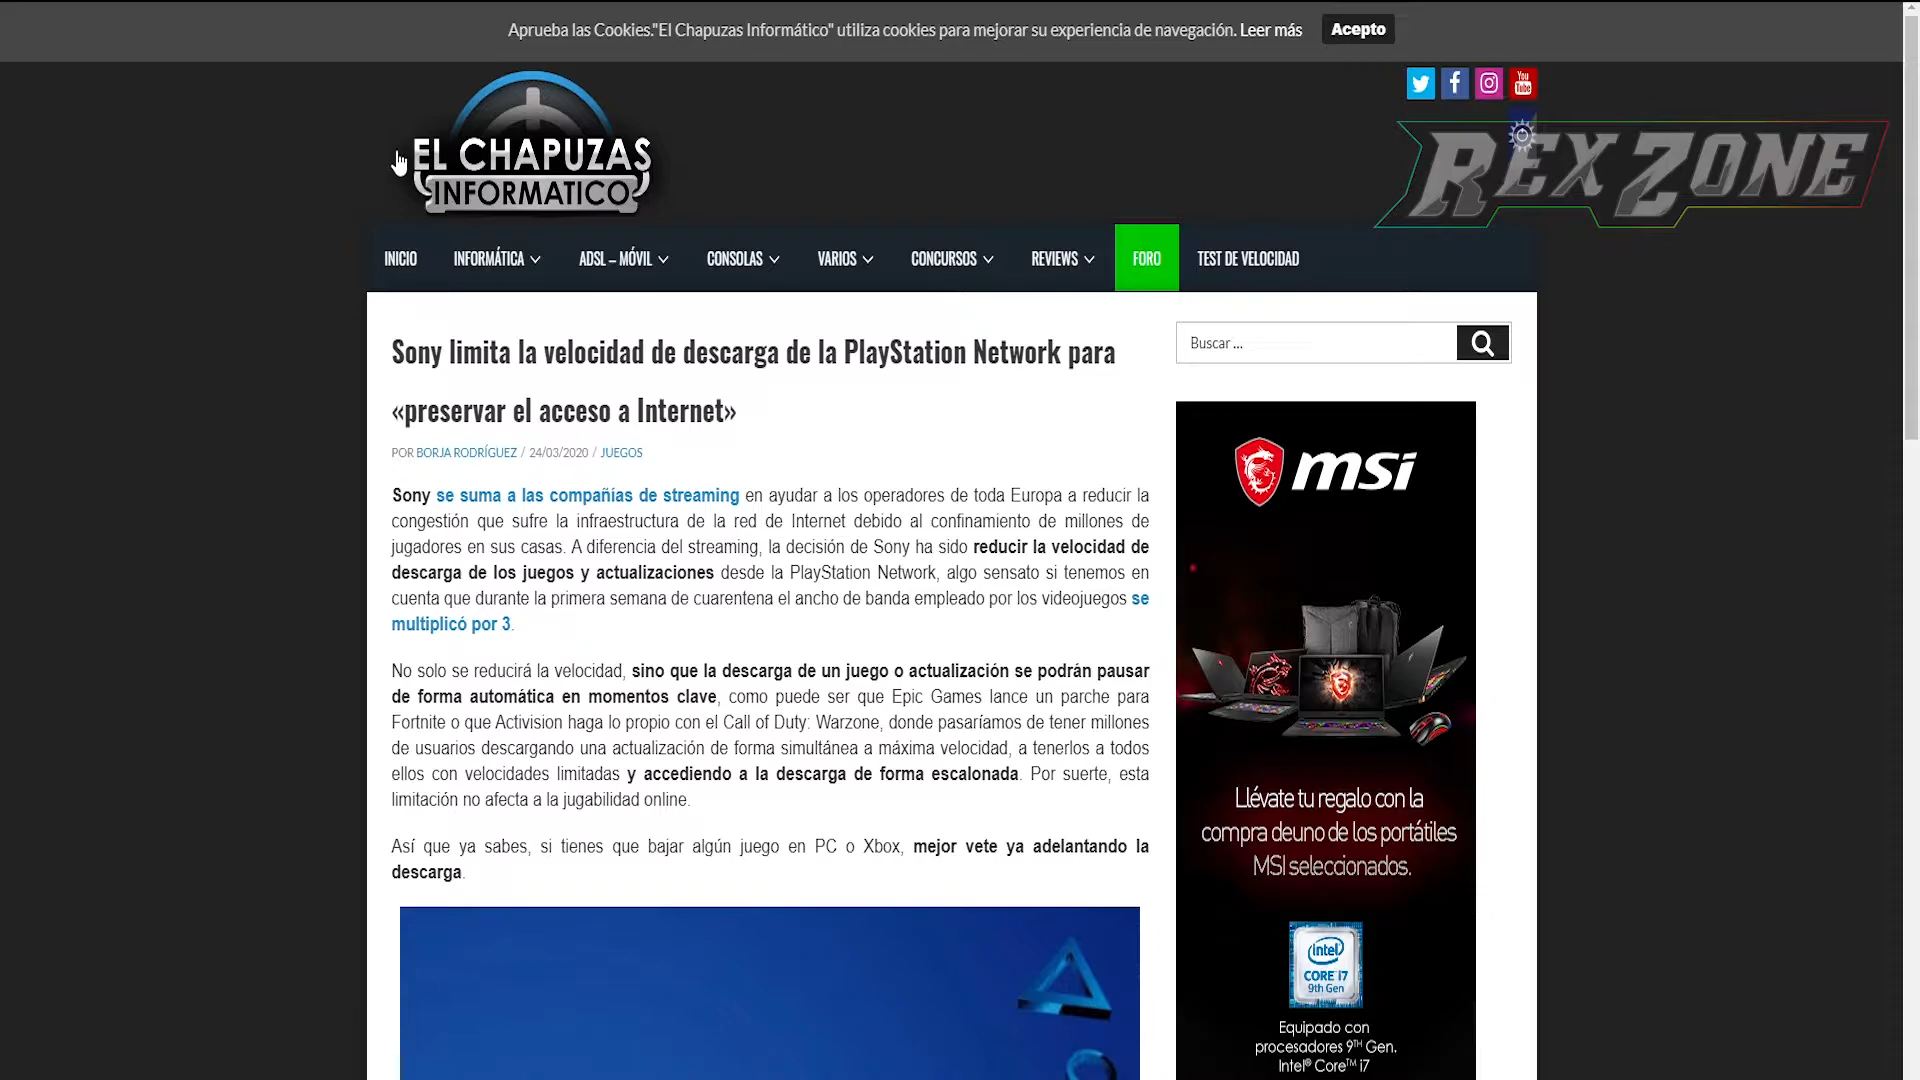 Aprueba las Cookies."El Chapuzas Informático" utiliza cookies para mejorar su experiencia de navegación. Leer más Acepto
EL CHAPUZAS
INFORMATICO
You
Tube
REX ZONE
INICIO INFORMÁTICA ADSL – MÓVIL CONSOLAS VARIOS CONCURSOS REVIEWS FORO TEST DE VELOCIDAD
Sony limita la velocidad de descarga de la PlayStation Network para
«preservar el acceso a Internet»
POR BORJA RODRÍGUEZ / 24/03/2020 / JUEGOS
Sony se suma a las compañías de streaming en ayudar a los operadores de toda Europa a reducir la
congestión que sufre la infraestructura de la red de Internet debido al confinamiento de millones de
jugadores en sus casas. A diferencia del streaming, la decisión de Sony ha sido reducir la velocidad de
descarga de los juegos y actualizaciones desde la PlayStation Network, algo sensato si tenemos en
cuenta que durante la primera semana de cuarentena el ancho de banda empleado por los videojuegos se
multiplicó por 3.
No solo se reducirá la velocidad, sino que la descarga de un juego o actualización se podrán pausar
de forma automática en momentos clave, como puede ser que Epic Games lance un parche para
Fortnite o que Activision haga lo propio con el Call of Duty: Warzone, donde pasaríamos de tener millones
de usuarios descargando una actualización de forma simultánea a máxima velocidad, a tenerlos a todos
ellos con velocidades limitadas y accediendo a la descarga de forma escalonada. Por suerte, esta
limitación no afecta a la jugabilidad online.
Así que ya sabes, si tienes que bajar algún juego en PC o Xbox, mejor vete ya adelantando la
descarga.
Buscar ...
msi
Llévate tu regalo con la
compra deuno de los portátiles
MSI seleccionados.
intel
CORE i7
9th Gen
Equipado con
procesadores 9TH Gen.
Intel® Core™ i7